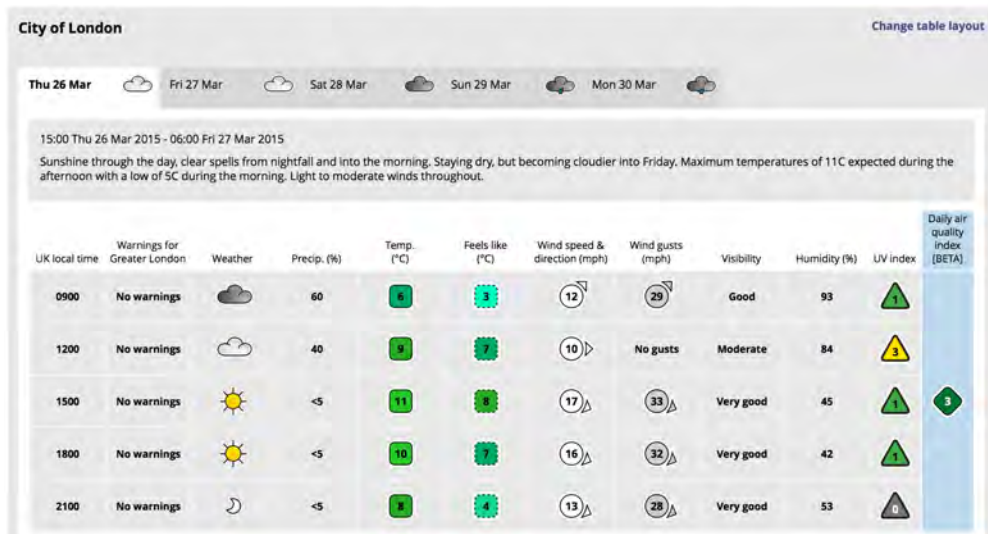 City of London
Change table layout
Thu 26 Mar Fri 27 Mar Sat 28 Mar Sun 29 Mar Mon 30 Mar
15:00 Thu 26 Mar 2015 - 06:00 Fri 27 Mar 2015
Sunshine through the day, clear spells from nightfall and into the morning. Staying dry, but becoming cloudier into Friday. Maximum temperatures of 11C expected during the
afternoon with a low of 5C during the morning. Light to moderate winds throughout.
UK local time Warnings for Greater London Weather Precip. (%) Temp. (°C) Feels like (°C) Wind speed & direction (mph) Wind gusts (mph) Visibility Humidity (%) UV index Daily air quality index (BETA)
0900 No warnings 60 6 3 12 29 Good 93 1
1200 No warnings 40 9 7 10 No gusts Moderate 84 3
1500 No warnings <5 11 8 17 33 Very good 45 1 3
1800 No warnings <5 10 7 16 32 Very good 42 1
2100 No warnings <5 8 4 13 28 Very good 53 0